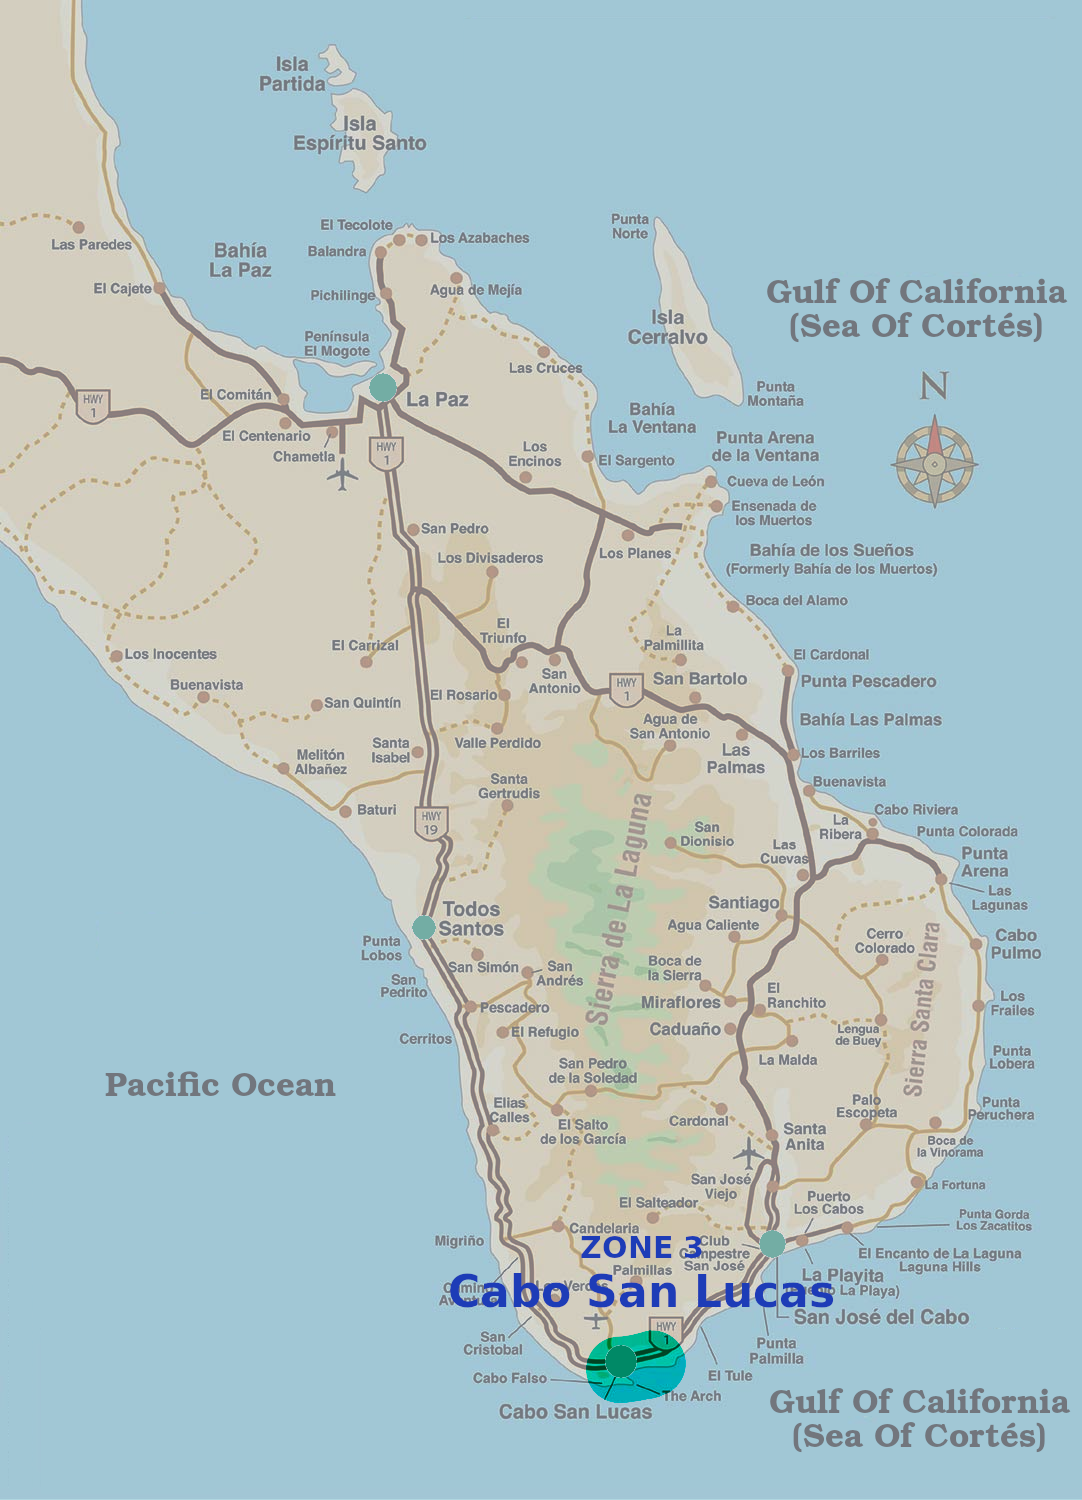 Isla
Partida
Isla
Espíritu Santo
El Tecolote
Los Azabaches
Balandra
Punta
Norte
Las Paredes
Bahía
La Paz
El Cajete
Pichilinge
Agua de Mejía
Gulf Of California
(Sea Of Cortés)
Isla
Cerralvo
Península
El Mogote
Las Cruces
N
El Comitán
La Paz
Punta
Montaña
HWY
1
Bahía
La Ventana
El Centenario
Chametla
HWY
1
Los
Encinos
El Sargento
Punta Arena
de la Ventana
Cueva de León
Ensenada de
los Muertos
San Pedro
Los Planes
Bahía de los Sueños
(Formerly Bahía de los Muertos)
Los Divisaderos
Boca del Alamo
El
Triunfo
La
Palmillita
El Carrizal
Los Inocentes
El Cardonal
San
Antonio
HWY
1
San Bartolo
Punta Pescadero
Buenavista
San Quintín
El Rosario
Agua de
San Antonio
Bahía Las Palmas
Santa
Isabel
Valle Perdido
Las
Palmas
Los Barriles
Melitón
Albañez
Santa
Gertrudis
Buenavista
Baturi
HWY
19
Cabo Riviera
La
Ribera
Punta Colorada
San
Dionisio
Las
Cuevas
Punta
Arena
Las
Lagunas
Sierra de La Laguna
Todos
Santos
Santiago
Agua Caliente
Cerro
Colorado
Cabo
Pulmo
Sierra Santa Clara
Punta
Lobos
San Simón
San
Andrés
Boca de
la Sierra
San
Pedrito
Miraflores
El
Ranchito
Los
Frailes
Pescadero
El Refugio
Caduaño
Lengua
de Buey
Cerritos
La Malda
Punta
Lobera
San Pedro
de la Soledad
Pacific Ocean
Elias
Calles
El Salto
de los García
Cardonal
Palo
Escopeta
Punta
Peruchera
Santa
Anita
Boca de
la Vinorama
San José
Viejo
La Fortuna
El Salteador
Puerto
Los Cabos
Punta Gorda
Los Zacatitos
Candelaria
Migriño
ZONE 3
Club
Campestre
San José
El Encanto de La Laguna
Laguna Hills
Palmillas
La Playita
La Playa)
Cabo San Lucas
San José del Cabo
San
Cristobal
HWY
1
Punta
Palmilla
Cabo Falso
El Tule
The Arch
Cabo San Lucas
Gulf Of California
(Sea Of Cortés)